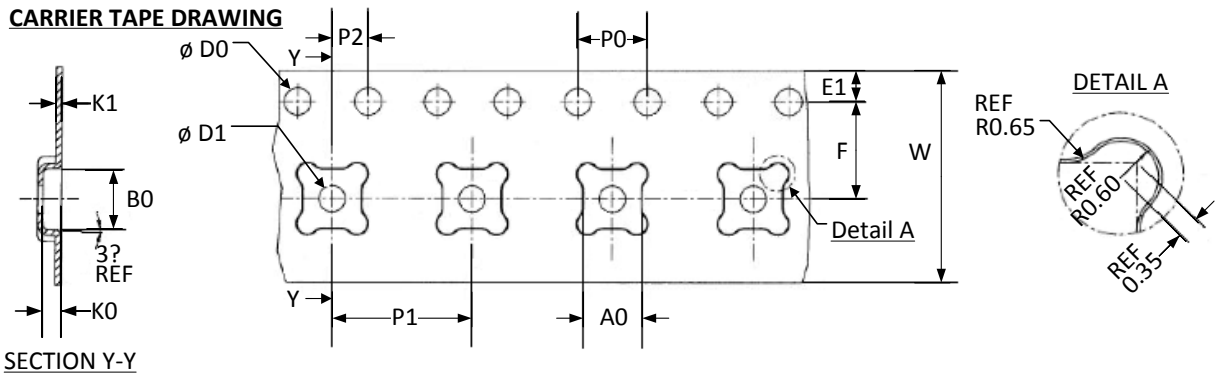 CARRIER TAPE DRAWING
P2
P0
Y
ø D0
E1
DETAIL A
K1
REF
R0.65
ø D1
F
W
B0
REF
R0.60
3?
REF
Detail A
REF
0.35
Y
K0
P1
A0
SECTION Y-Y